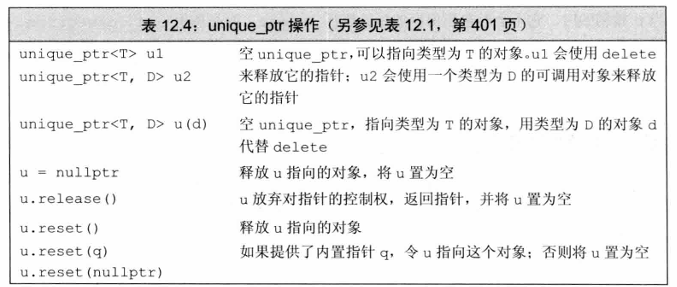 表 12.4：unique_ptr 操作（另参见表 12.1，第 401 页）
unique_ptr<T> u1 空 unique_ptr，可以指向类型为 T 的对象。u1 会使用 delete
unique_ptr<T, D> u2 来释放它的指针；u2 会使用一个类型为 D 的可调用对象来释放
它的指针
unique_ptr<T, D> u(d) 空 unique_ptr，指向类型为 T 的对象，用类型为 D 的对象 d
代替 delete
u = nullptr 释放 u 指向的对象，将 u 置为空
u.release() u 放弃对指针的控制权，返回指针，并将 u 置为空
u.reset() 释放 u 指向的对象
u.reset(q) 如果提供了内置指针 q，令 u 指向这个对象；否则将 u 置为空
u.reset(nullptr)